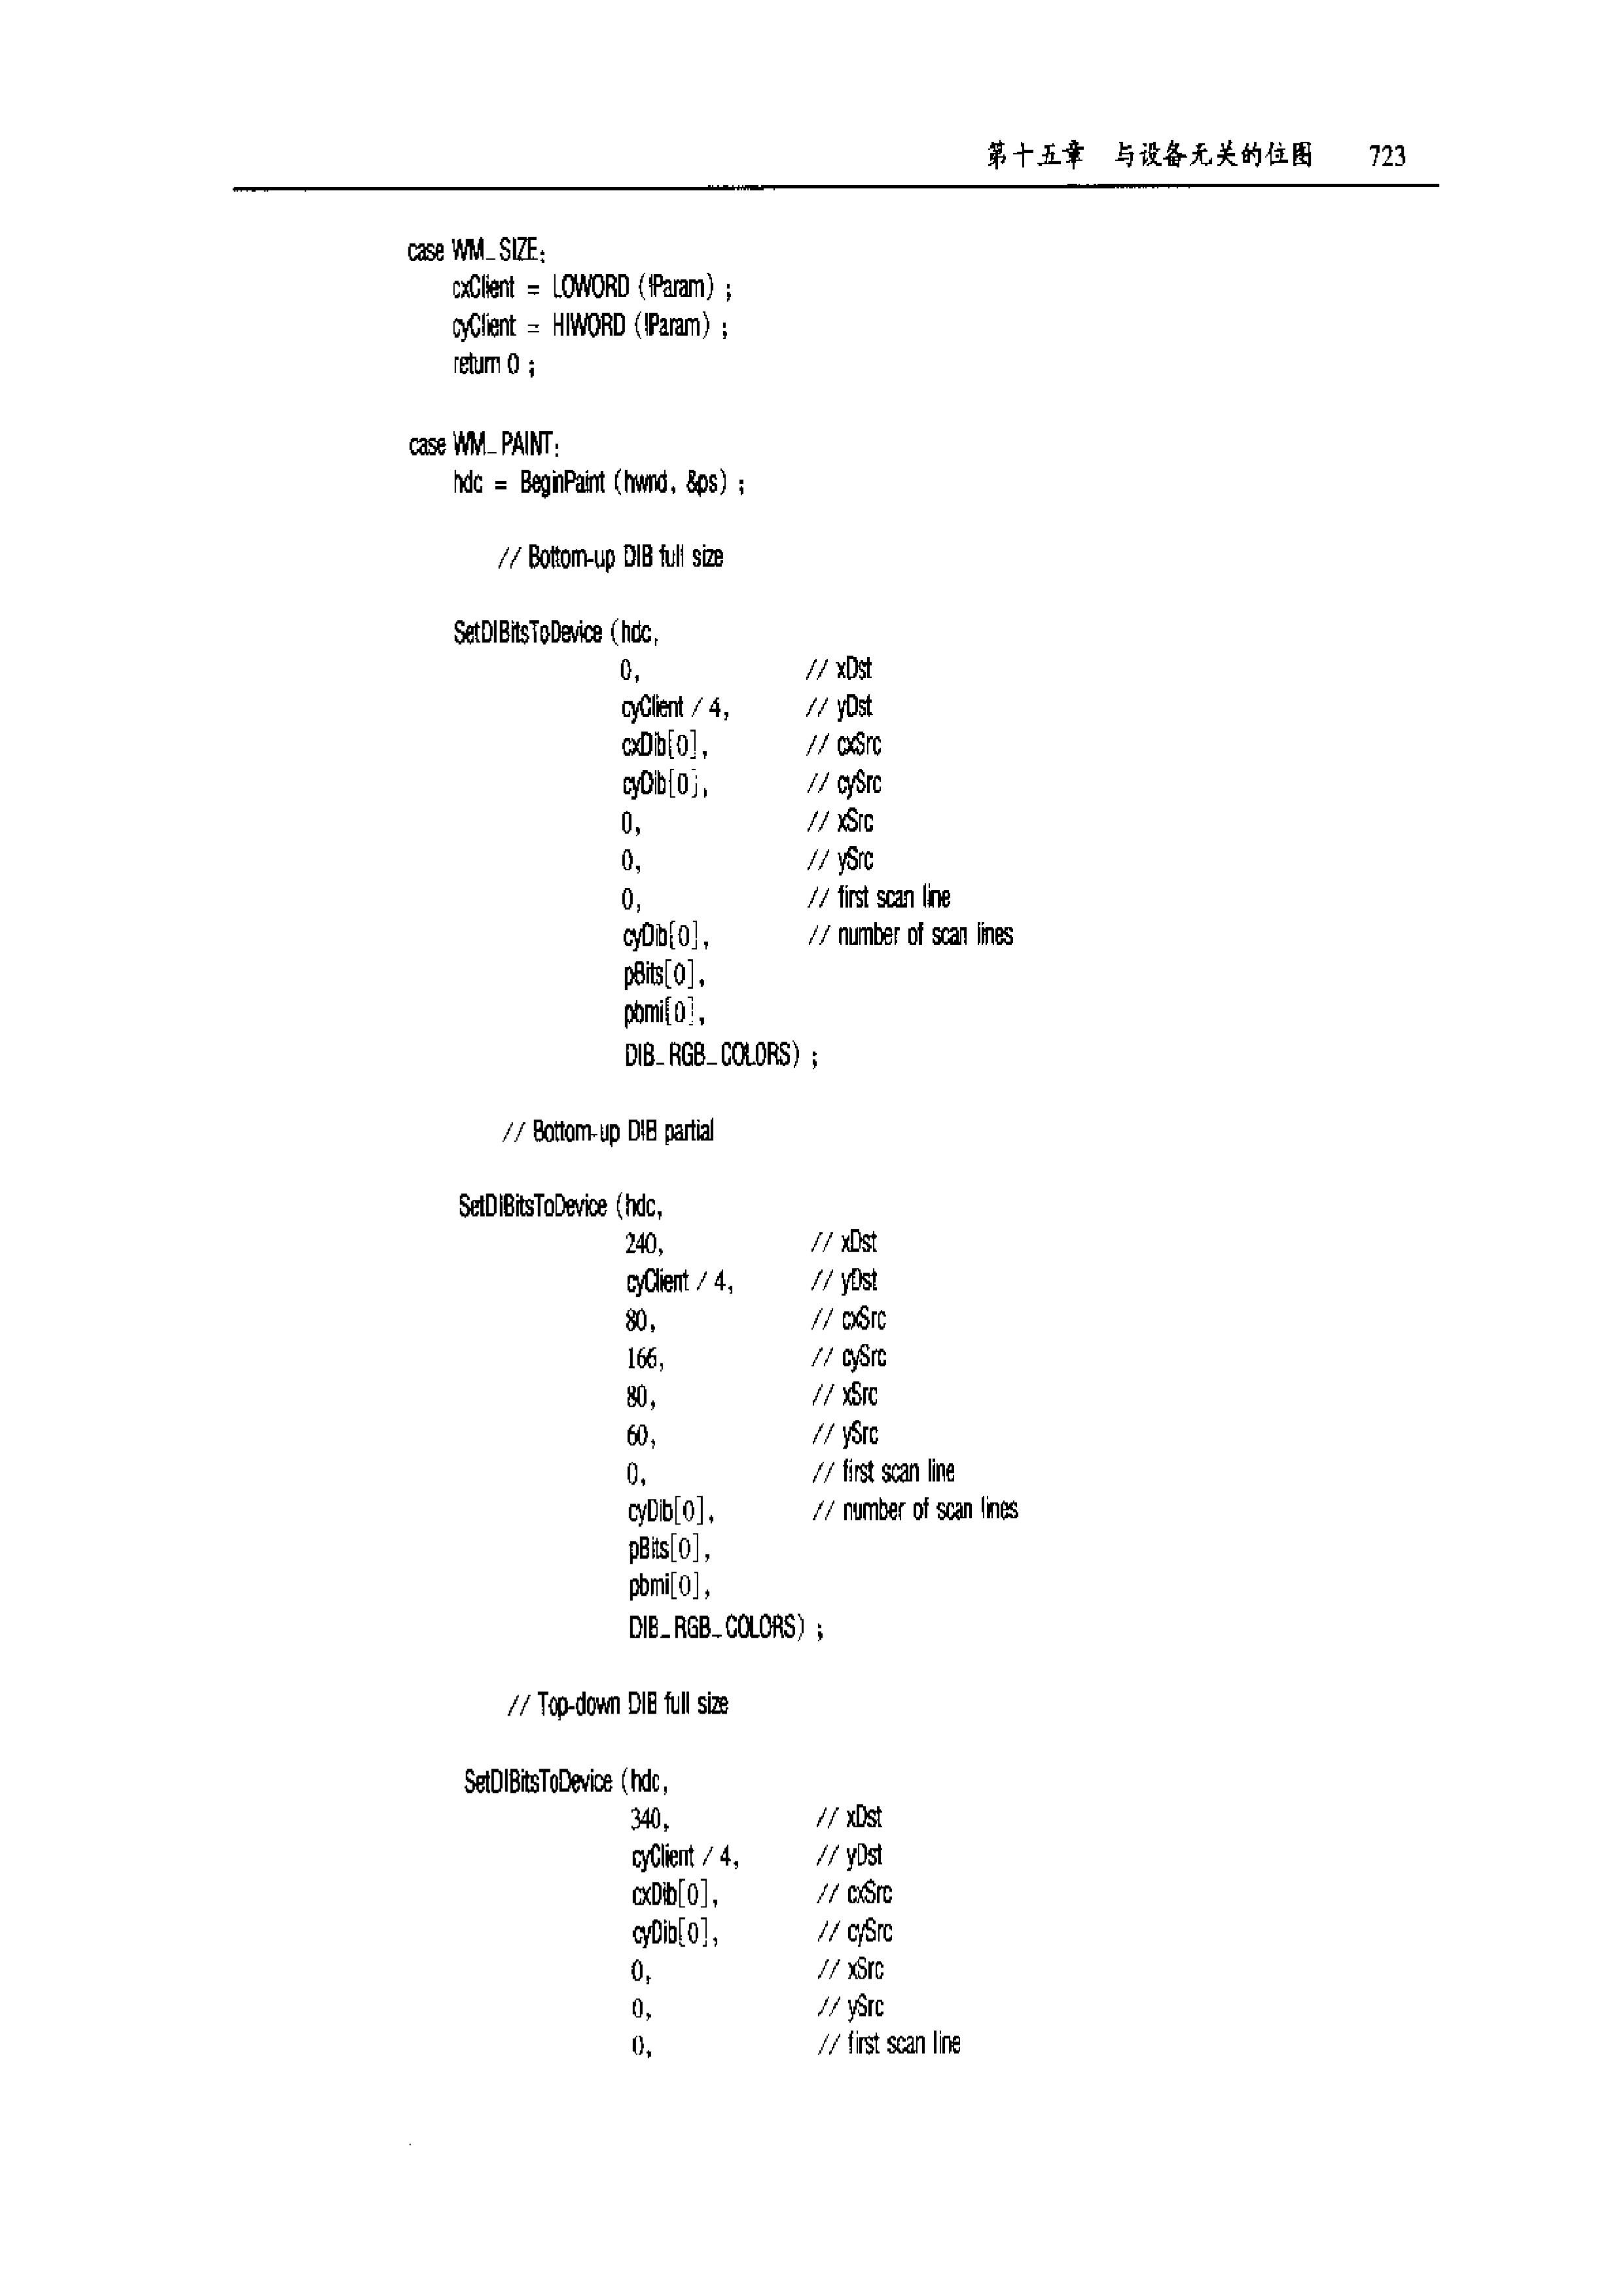 第十五章 与设备无关的位图 723
case WM_SIZE:
cxClient = LOWORD (lParam) ;
cyClient = HIWORD (lParam) ;
return 0 ;
case WM_PAINT:
hdc = BeginPaint (hwnd, &ps) ;
// Bottom-up DIB full size
SetDIBitsToDevice (hdc,
0, // xDst
cyClient / 4, // yDst
cxDib[0], // cxSrc
cyDib[0], // cySrc
0, // xSrc
0, // ySrc
0, // first scan line
cyDib[0], // number of scan lines
pBits[0],
pbmi[0],
DIB_RGB_COLORS) ;
// Bottom-up DIB partial
SetDIBitsToDevice (hdc,
240, // xDst
cyClient / 4, // yDst
80, // cxSrc
166, // cySrc
80, // xSrc
60, // ySrc
0, // first scan line
cyDib[0], // number of scan lines
pBits[0],
pbmi[0],
DIB_RGB_COLORS) ;
// Top-down DIB full size
SetDIBitsToDevice (hdc,
340, // xDst
cyClient / 4, // yDst
cxDib[0], // cxSrc
cyDib[0], // cySrc
0, // xSrc
0, // ySrc
0, // first scan line